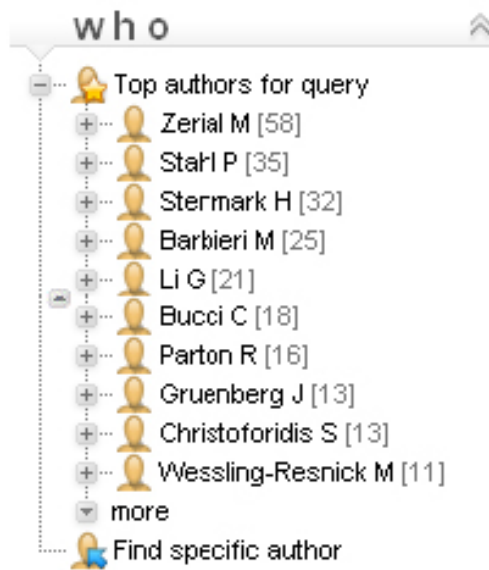 who
Top authors for query
Zerial M [58]
Stahl P [35]
Stenmark H [32]
Barbieri M [25]
Li G [21]
Bucci C [18]
Parton R [16]
Gruenberg J [13]
Christoforidis S [13]
Wessling-Resnick M [11]
more
Find specific author